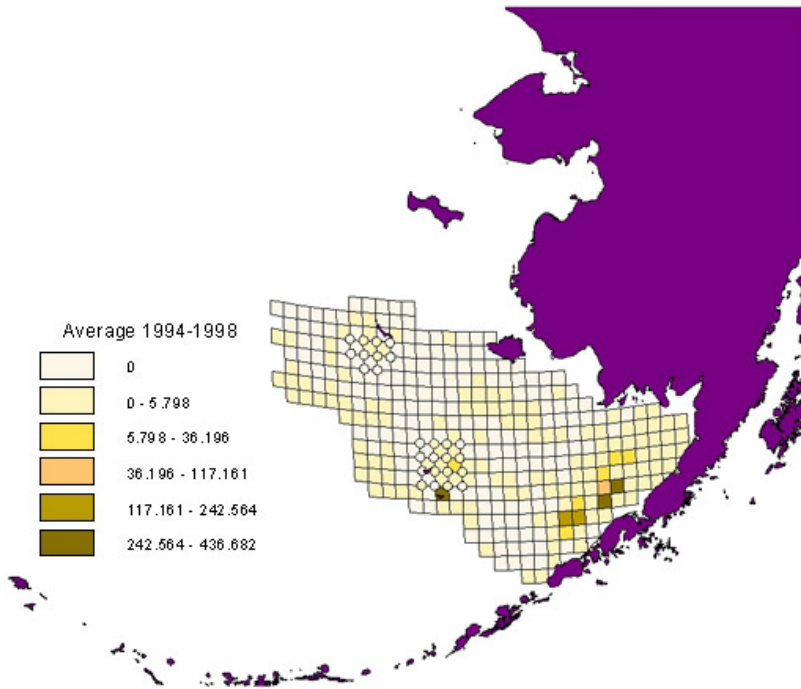 Average 1994-1998
0
0 - 5.798
5.798 - 36.196
36.196 - 117.161
117.161 - 242.564
242.564 - 436.682